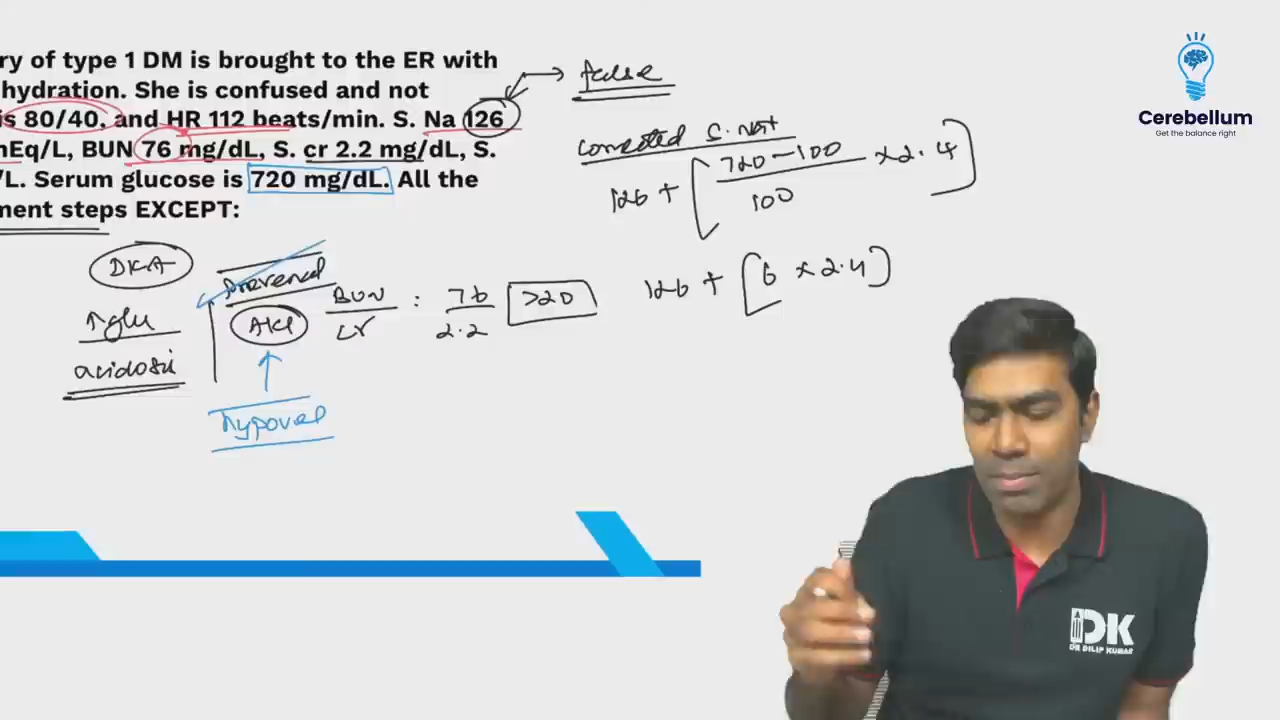 ry of type 1 DM is brought to the ER with
hydration. She is confused and not
is 80/40, and HR 112 beats/min. S. Na 126
nEq/L, BUN 76 mg/dL, S. cr 2.2 mg/dL, S.
/L. Serum glucose is 720 mg/dL. All the
ment steps EXCEPT:
false
corrected S. Na+
126 + [720-100
100
×2.4]
126 + [6 ×2.4]
DKA
↑glu
acidosis
Prerenal
AKI
BUN
Cr
: 76
2.2
>20
hypovol
Cerebellum
Get the balance right
DK
DR DILIP KUMAR